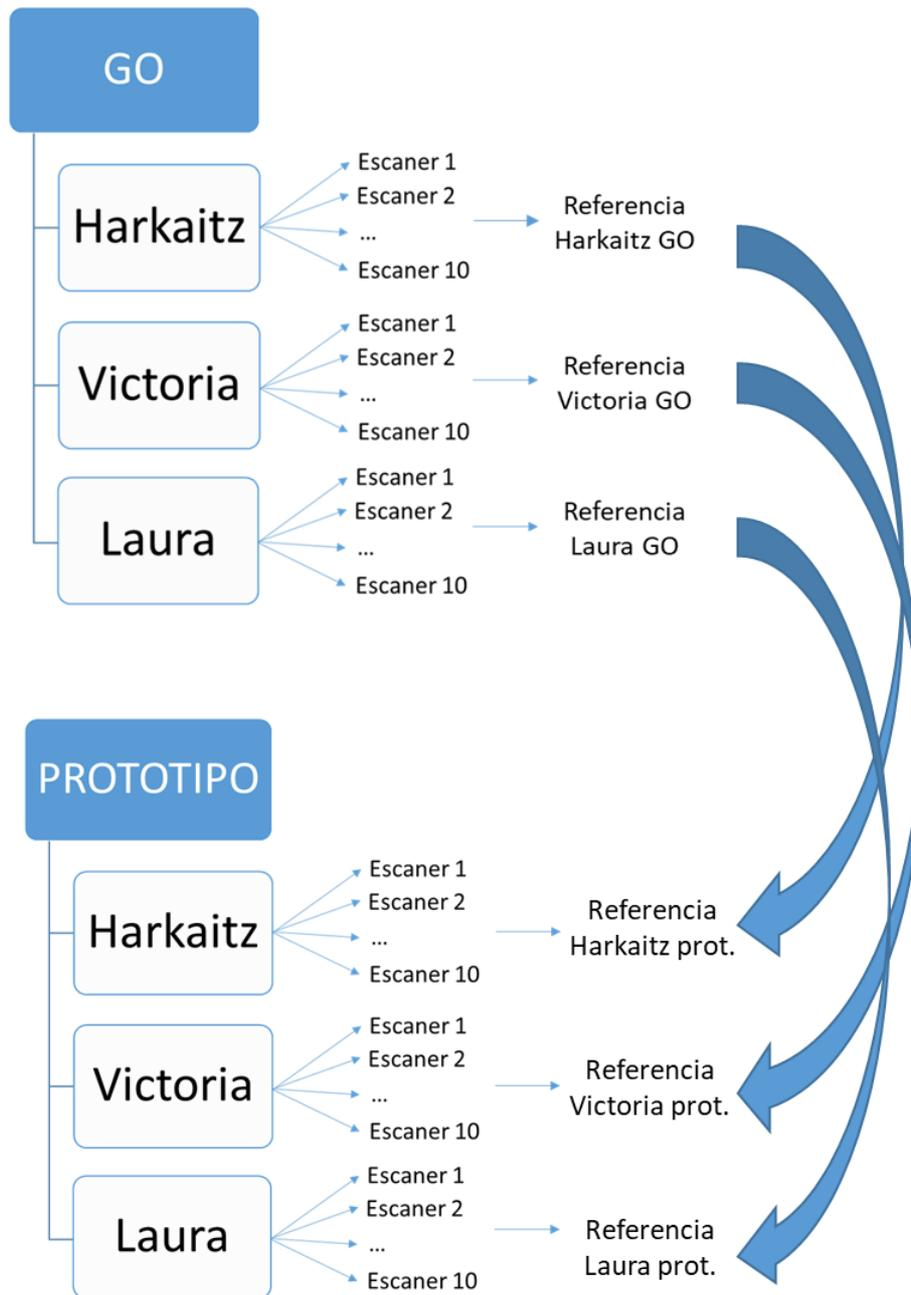 GO
Harkaitz
Escaner 1
Escaner 2
...
Escaner 10
Referencia
Harkaitz GO
Victoria
Escaner 1
Escaner 2
...
Escaner 10
Referencia
Victoria GO
Laura
Escaner 1
Escaner 2
...
Escaner 10
Referencia
Laura GO
PROTOTIPO
Harkaitz
Escaner 1
Escaner 2
...
Escaner 10
Referencia
Harkaitz prot.
Victoria
Escaner 1
Escaner 2
...
Escaner 10
Referencia
Victoria prot.
Laura
Escaner 1
Escaner 2
...
Escaner 10
Referencia
Laura prot.